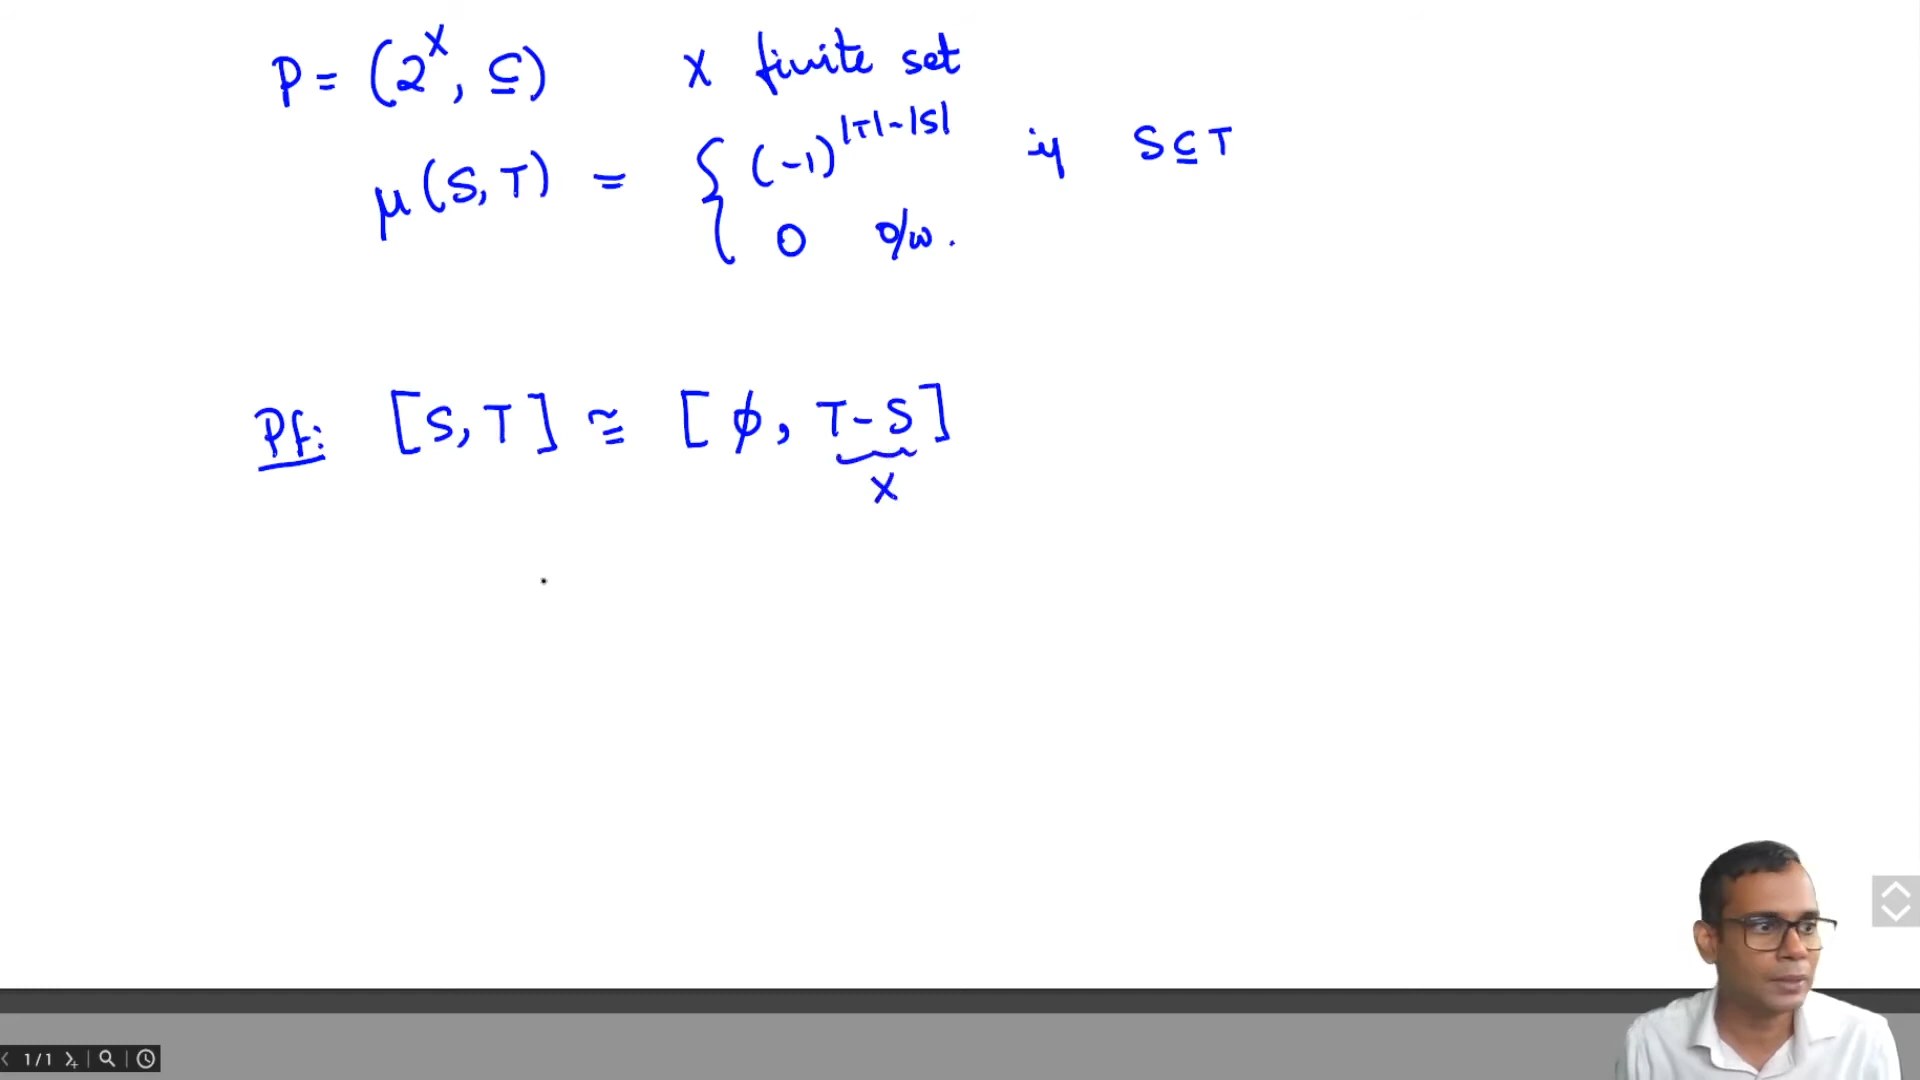 P = (2^X, ⊆)    X finite set
μ(S, T) = { (-1)^{|T|-|S|}    if    S ⊆ T
0    o/w.
Pf: [S, T] ≅ [ϕ, T - S]
X
1/1